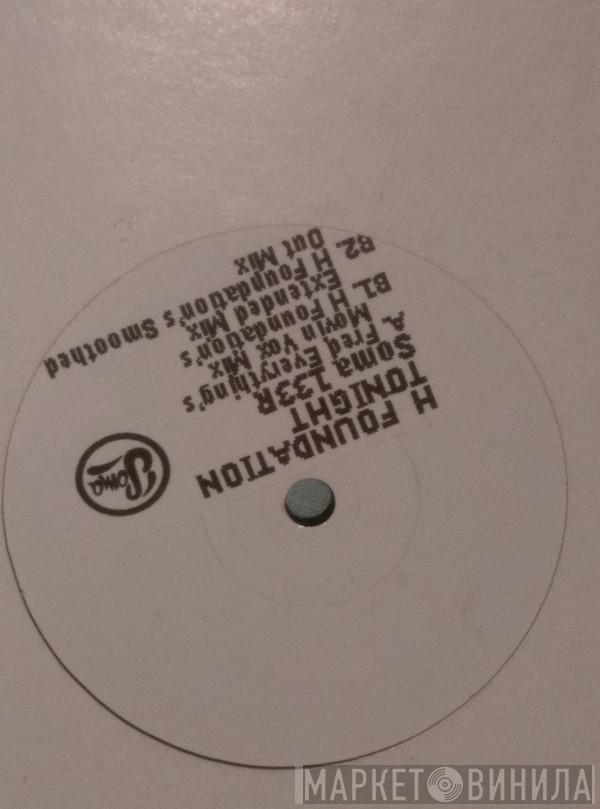 H FOUNDATION
TONIGHT
Soma 133R
A. Fred Everything's
Movin Vox Mix
B1. H Foundation's
Extended Mix
B2. H Foundation's Smoothed
Out Mix
Soma
МАРКЕТ ВИНИЛА